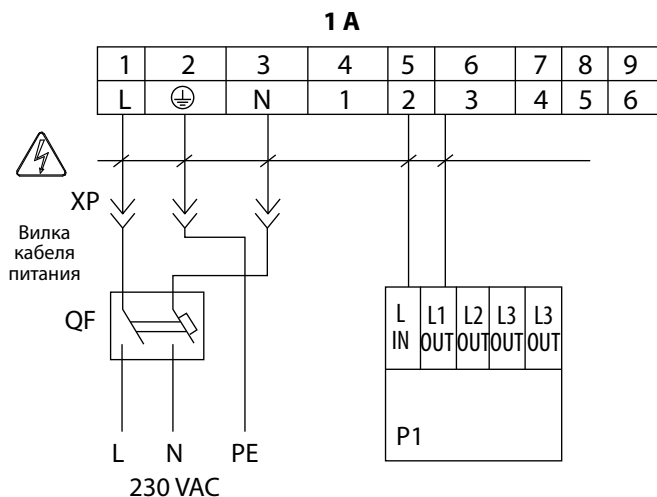 1 A
1 2 3 4 5 6 7 8 9
L N 1 2 3 4 5 6
XP
Вилка
кабеля
питания
QF
L L1 L2 L3 L3
IN OUT OUT OUT OUT
P1
L N PE
230 VAC